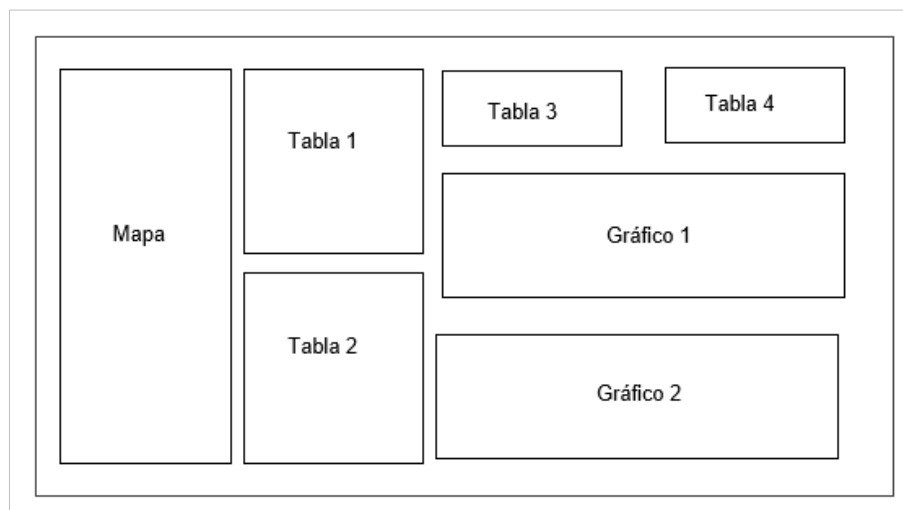 Mapa
Tabla 1
Tabla 2
Tabla 3
Tabla 4
Gráfico 1
Gráfico 2